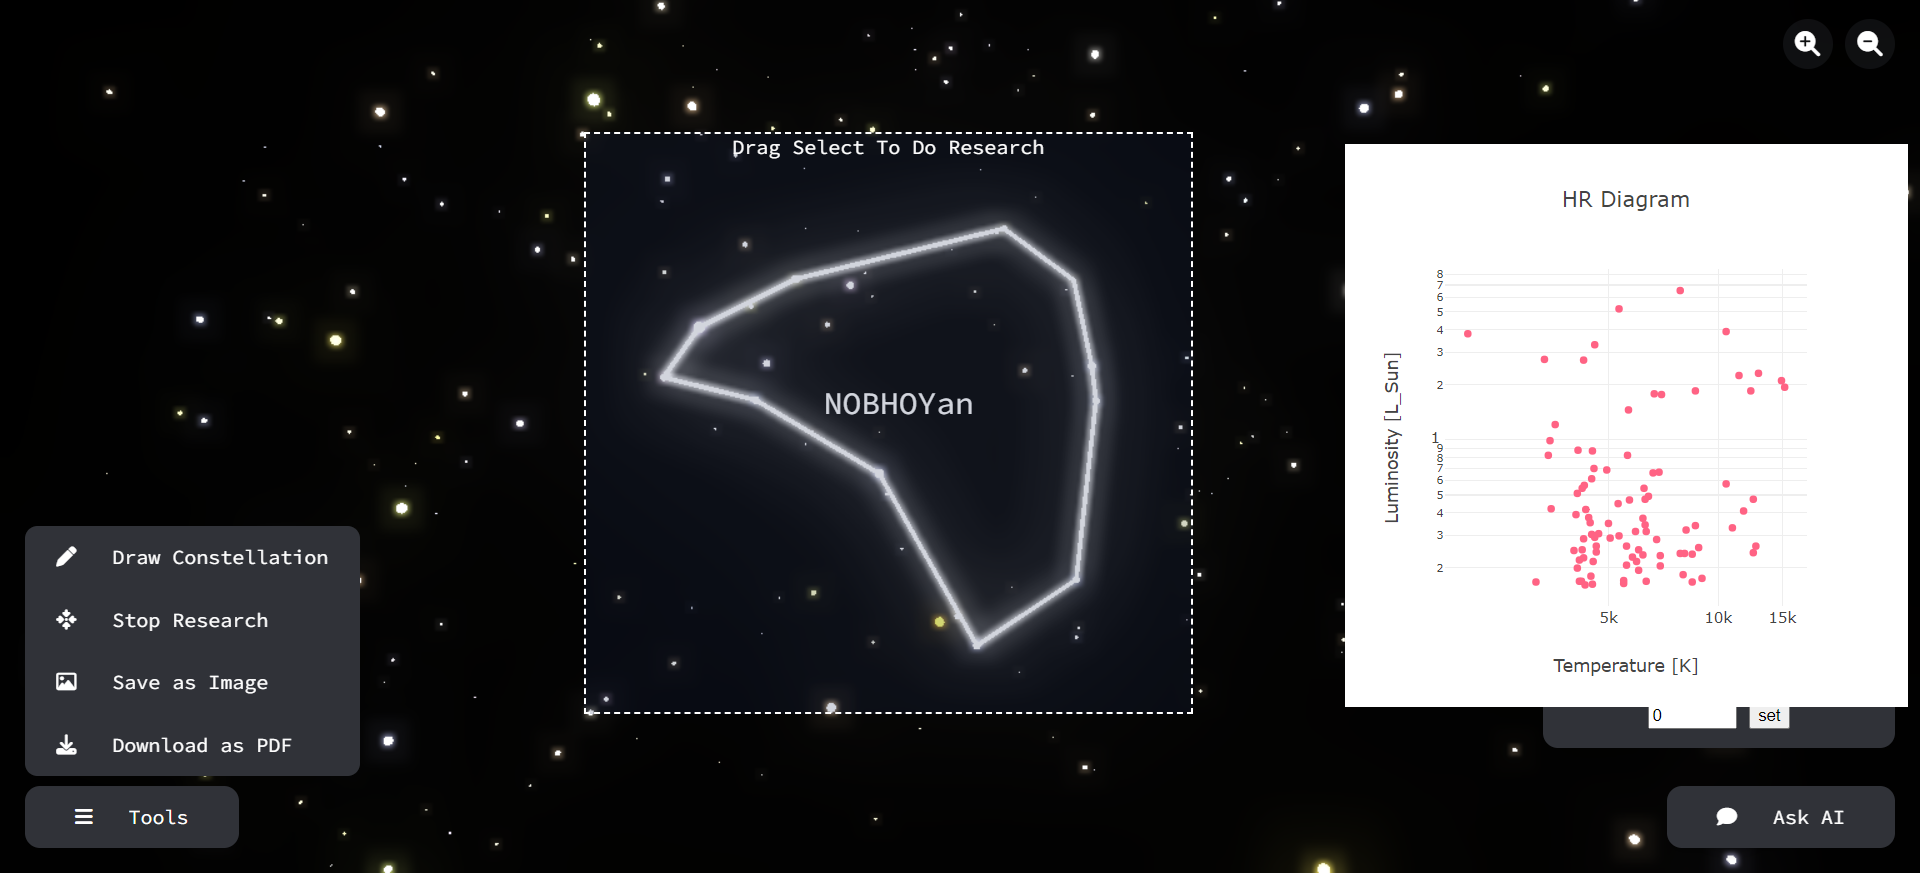 Drag Select To Do Research
NOBHOYan
HR Diagram
8
7
6
5
4
3
2
1
9
8
7
6
5
4
3
2
Luminosity [L_Sun]
5k
10k
15k
Temperature [K]
0
set
Draw Constellation
Stop Research
Save as Image
Download as PDF
Tools
Ask AI